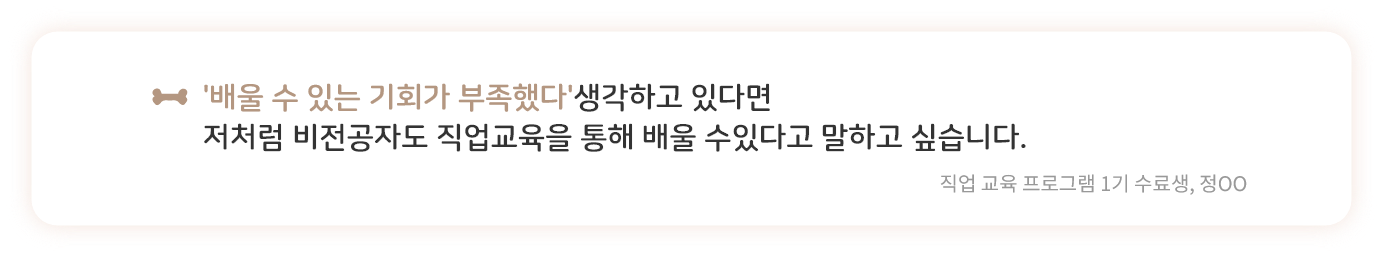 '배울 수 있는 기회가 부족했다'생각하고 있다면
저처럼 비전공자도 직업교육을 통해 배울 수있다고 말하고 싶습니다.
직업 교육 프로그램 1기 수료생, 정OO